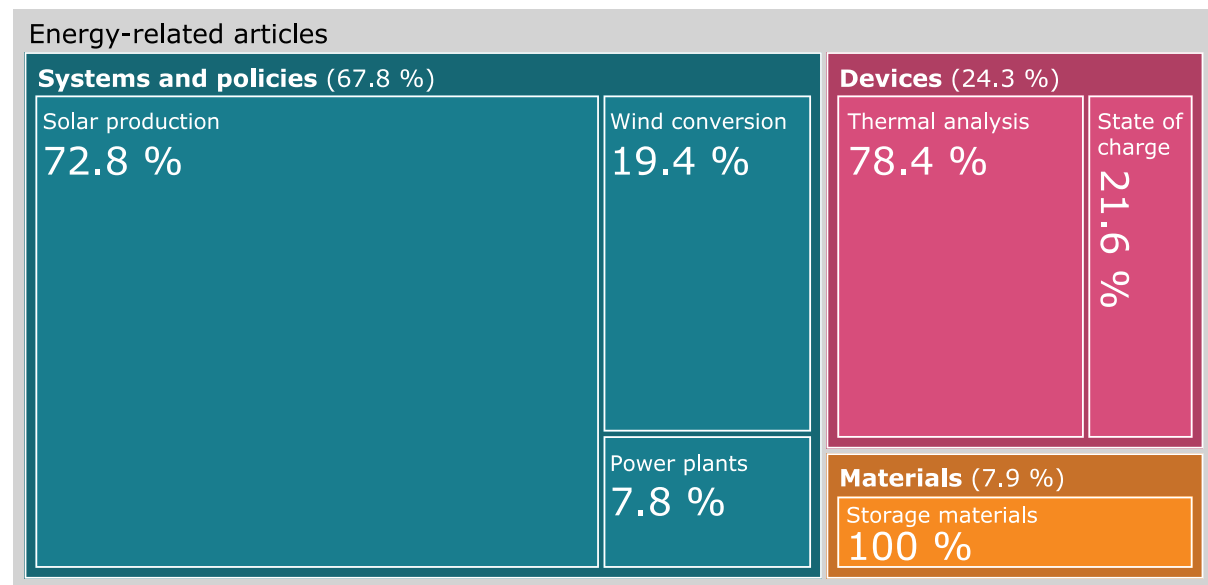 Energy-related articles
Systems and policies (67.8 %)
Solar production
72.8 %
Wind conversion
19.4 %
Power plants
7.8 %
Devices (24.3 %)
Thermal analysis
78.4 %
State of
charge
21.6 %
Materials (7.9 %)
Storage materials
100 %